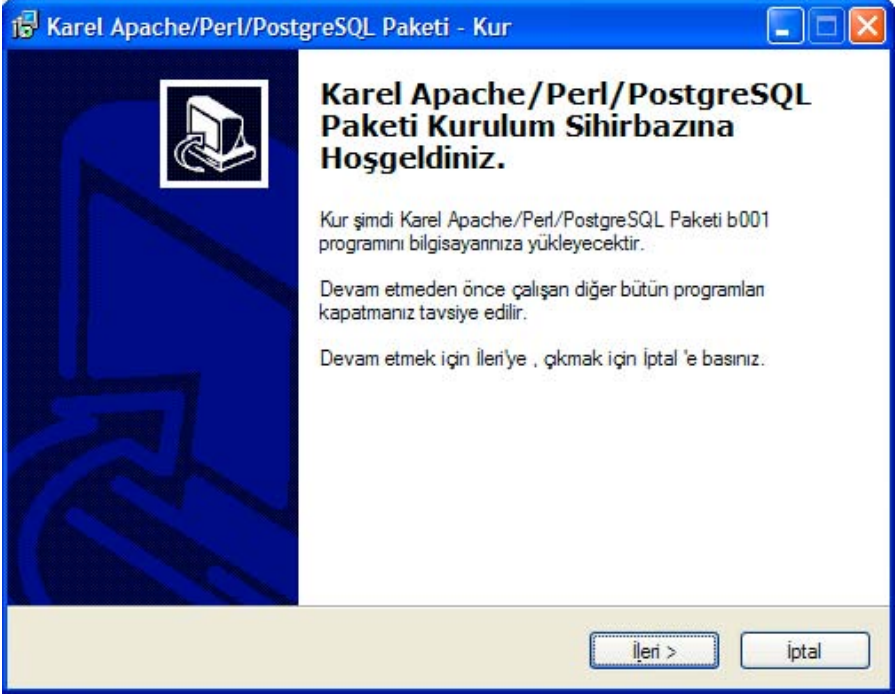 Karel Apache/Perl/PostgreSQL Paketi - Kur
Karel Apache/Perl/PostgreSQL
Paketi Kurulum Sihirbazına
Hoşgeldiniz.
Kur şimdi Karel Apache/Perl/PostgreSQL Paketi b001
programını bilgisayarınıza yükleyecektir.
Devam etmeden önce çalışan diğer bütün programları
kapatmanız tavsiye edilir.
Devam etmek için İleri'ye , çıkmak için İptal 'e basınız.
İleri >
İptal